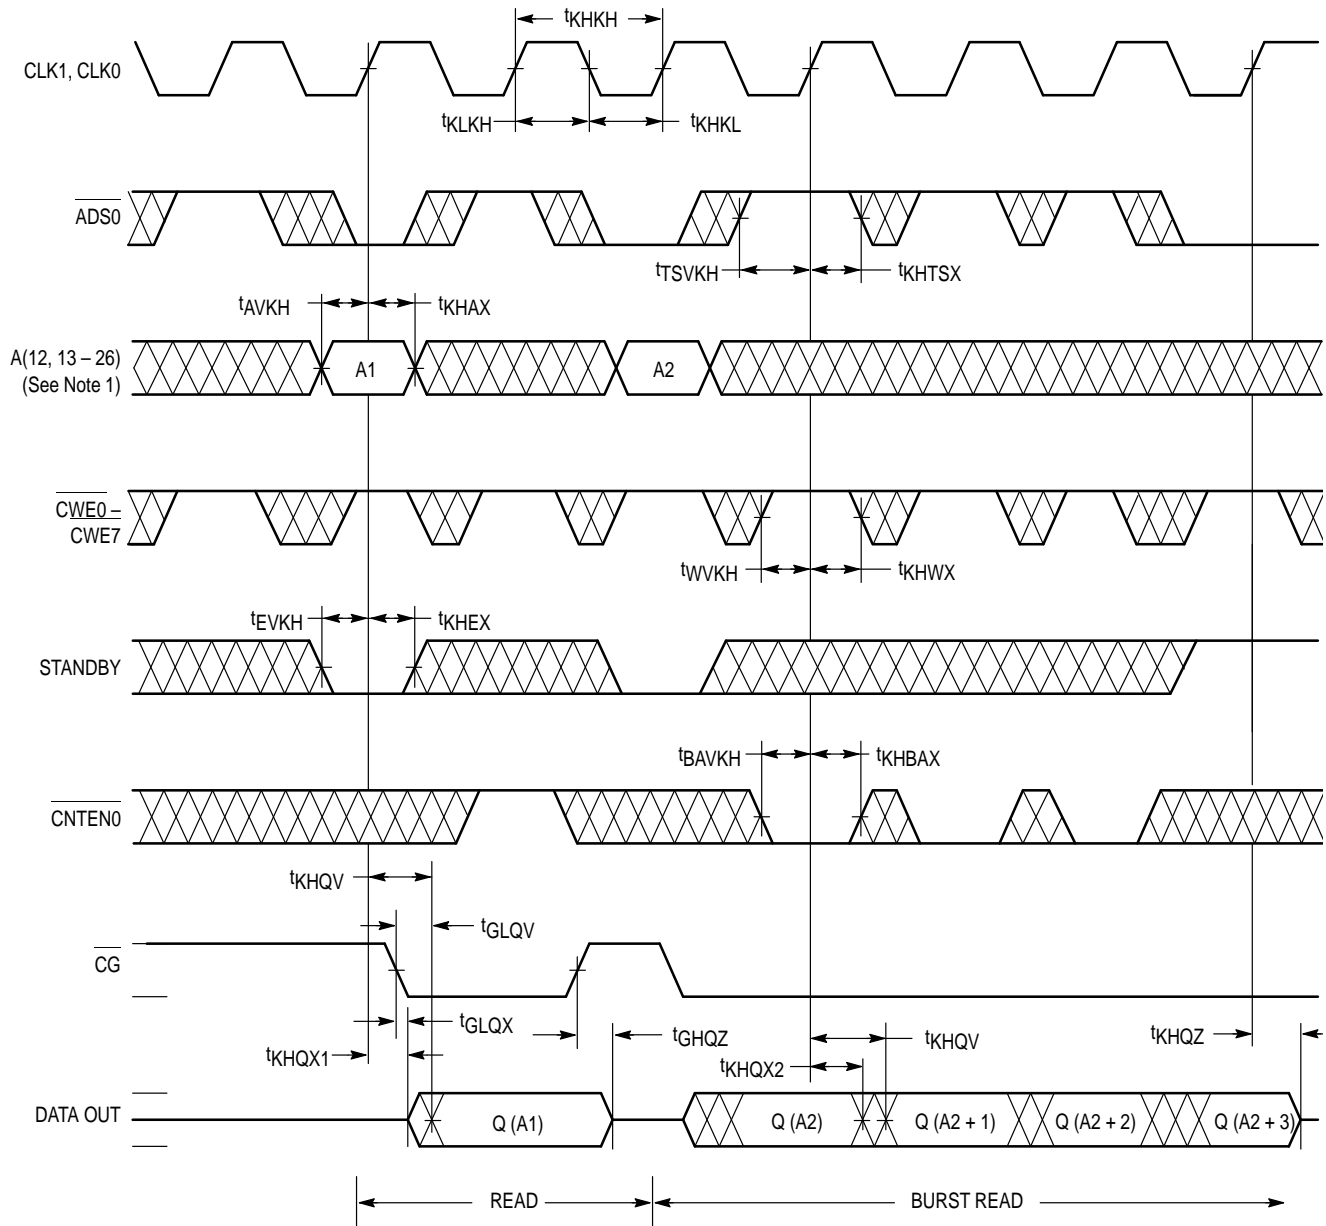 tKHKH
CLK1, CLK0
tKLKH
tKHKL
ADS0
tTSVKH
tKHTSX
tAVKH
tKHAX
A(12, 13 – 26)
(See Note 1)
A1
A2
CWE0 –
CWE7
tWVKH
tKHWX
tEVKH
tKHEX
STANDBY
tBAVKH
tKHBAX
CNTEN0
tKHQV
tGLQV
CG
tGLQX
tGHQZ
tKHQV
tKHQZ
tKHQX1
tKHQX2
DATA OUT
Q (A1)
Q (A2)
Q (A2 + 1)
Q (A2 + 2)
Q (A2 + 3)
READ
BURST READ